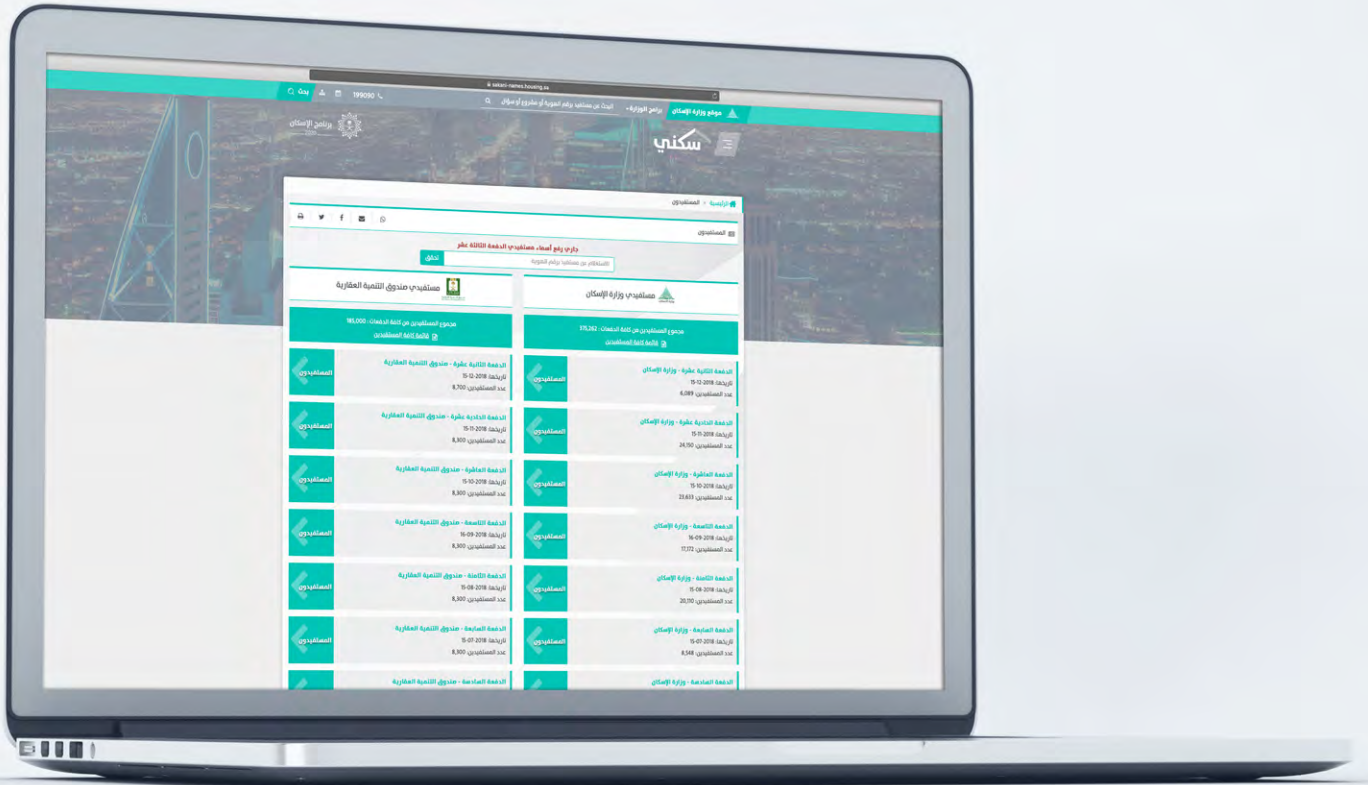 sakani-names.housing.sa
موقع وزارة الإسكان
برامج الوزارة
البحث عن مستفيد برقم الهوية أو مشروع أو سؤال
199090
بحث
سكني
برنامج الإسكان
الرئيسية
المستفيدون
المستفيدون
جاري رفع أسماء مستفيدي الدفعة الثالثة عشر
الاستعلام عن مستفيد برقم الهوية
تحقق
مستفيدي وزارة الإسكان
مجموع المستفيدين من كافة الدفعات: 375,262
قائمة كافة المستفيدين
الدفعة الثانية عشرة - وزارة الإسكان
تاريخها: 2018-12-15
عدد المستفيدين: 6,089
المستفيدون
الدفعة الحادية عشرة - وزارة الإسكان
تاريخها: 2018-11-15
عدد المستفيدين: 24,150
المستفيدون
الدفعة العاشرة - وزارة الإسكان
تاريخها: 2018-10-15
عدد المستفيدين: 23,633
المستفيدون
الدفعة التاسعة - وزارة الإسكان
تاريخها: 2018-09-16
عدد المستفيدين: 17,172
المستفيدون
الدفعة الثامنة - وزارة الإسكان
تاريخها: 2018-08-15
عدد المستفيدين: 20,110
المستفيدون
الدفعة السابعة - وزارة الإسكان
تاريخها: 2018-07-15
عدد المستفيدين: 8,548
المستفيدون
الدفعة السادسة - وزارة الإسكان
مستفيدي صندوق التنمية العقارية
مجموع المستفيدين من كافة الدفعات: 185,000
قائمة كافة المستفيدين
الدفعة الثانية عشرة - صندوق التنمية العقارية
تاريخها: 2018-12-15
عدد المستفيدين: 8,700
المستفيدون
الدفعة الحادية عشرة - صندوق التنمية العقارية
تاريخها: 2018-11-15
عدد المستفيدين: 8,300
المستفيدون
الدفعة العاشرة - صندوق التنمية العقارية
تاريخها: 2018-10-15
عدد المستفيدين: 8,300
المستفيدون
الدفعة التاسعة - صندوق التنمية العقارية
تاريخها: 2018-09-16
عدد المستفيدين: 8,300
المستفيدون
الدفعة الثامنة - صندوق التنمية العقارية
تاريخها: 2018-08-15
عدد المستفيدين: 8,300
المستفيدون
الدفعة السابعة - صندوق التنمية العقارية
تاريخها: 2018-07-15
عدد المستفيدين: 8,300
المستفيدون
الدفعة السادسة - صندوق التنمية العقارية